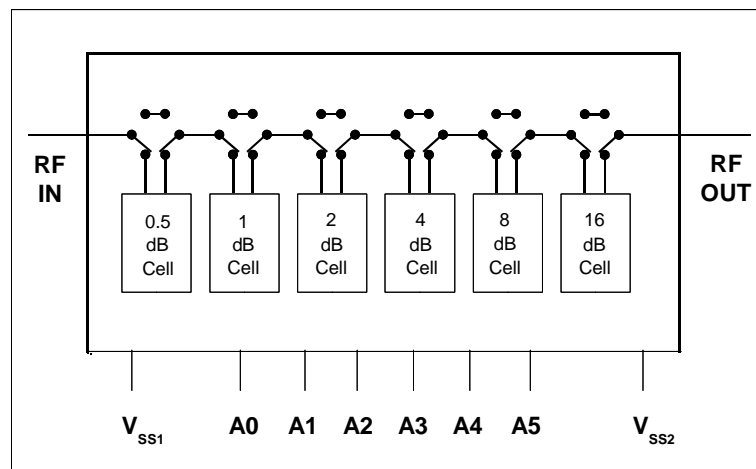 RF
IN
RF
OUT
0.5
dB
Cell
1
dB
Cell
2
dB
Cell
4
dB
Cell
8
dB
Cell
16
dB
Cell
VSS1 A0 A1 A2 A3 A4 A5 VSS2